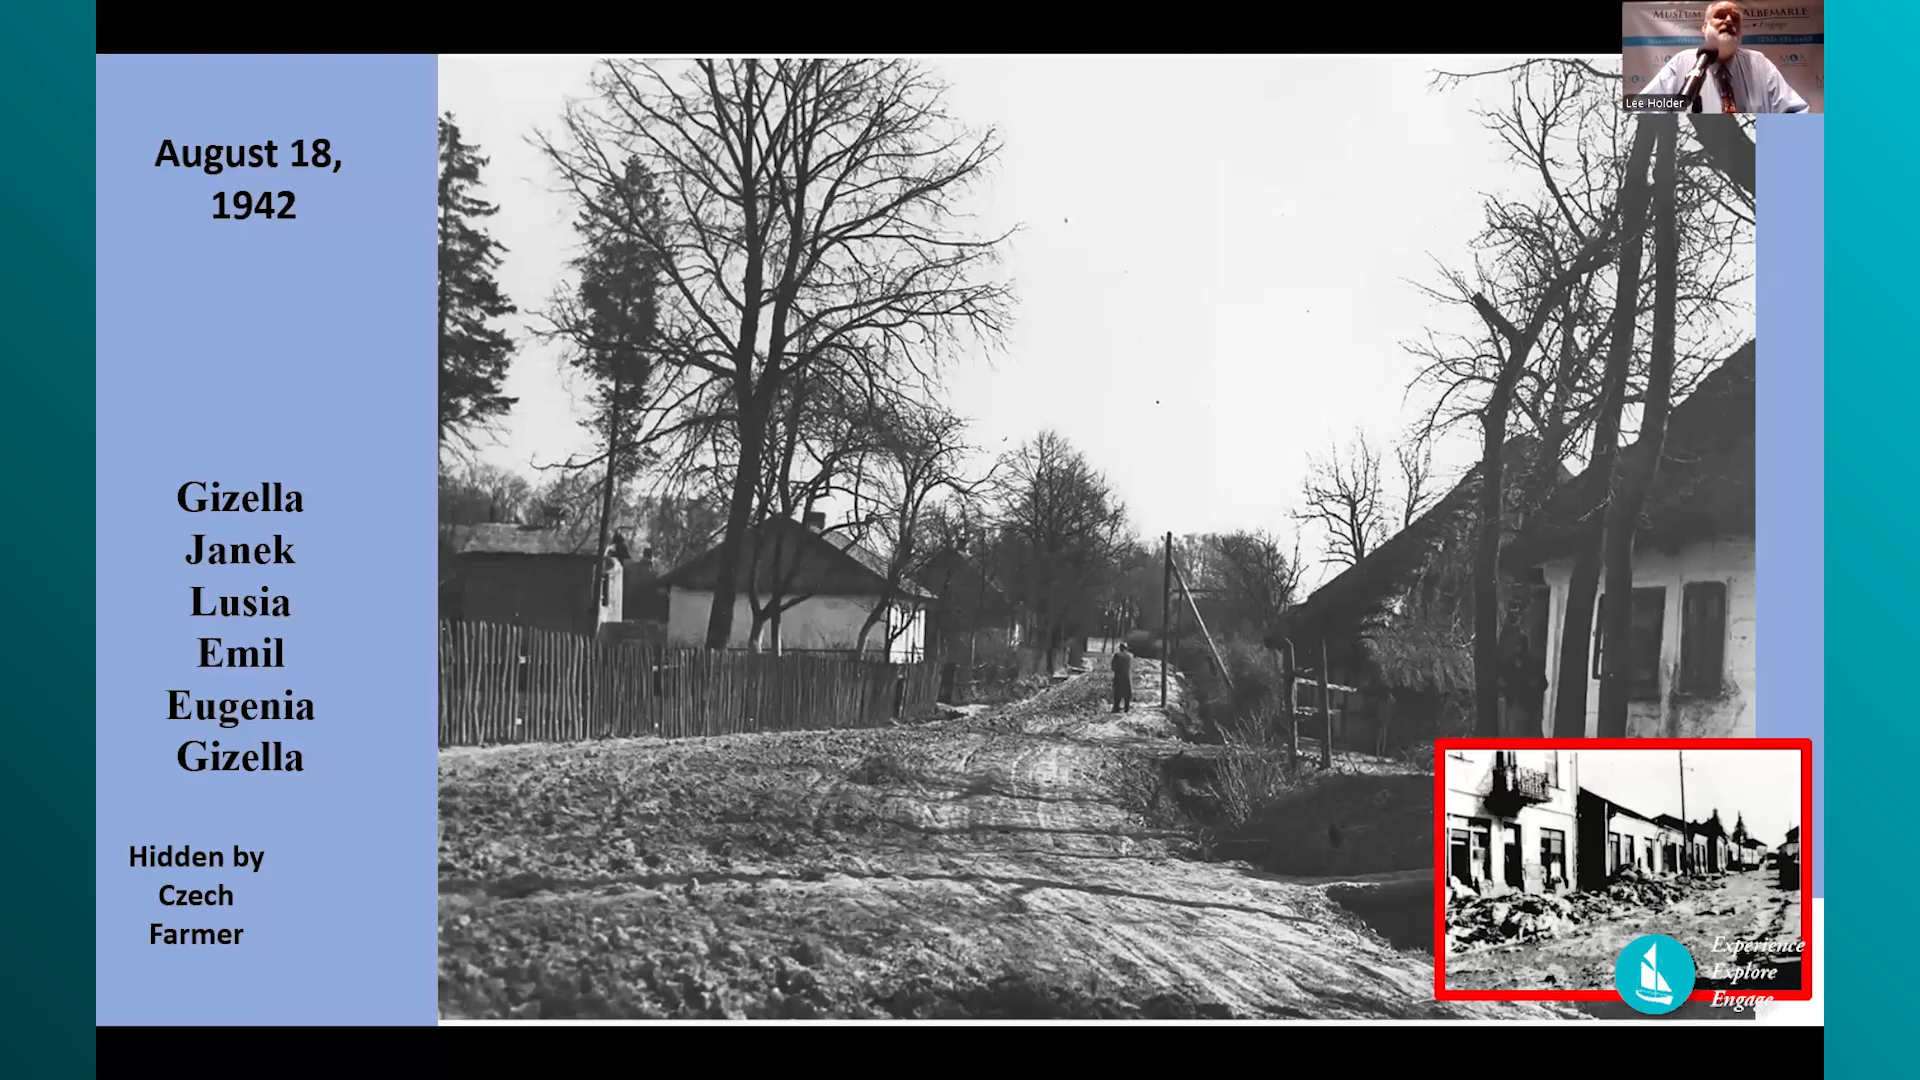 August 18,
1942
Gizella
Janek
Lusia
Emil
Eugenia
Gizella
Hidden by
Czech
Farmer
MUSEUM ALBEMARLE
Engage
Lee Holder
Experience
Explore
Engage